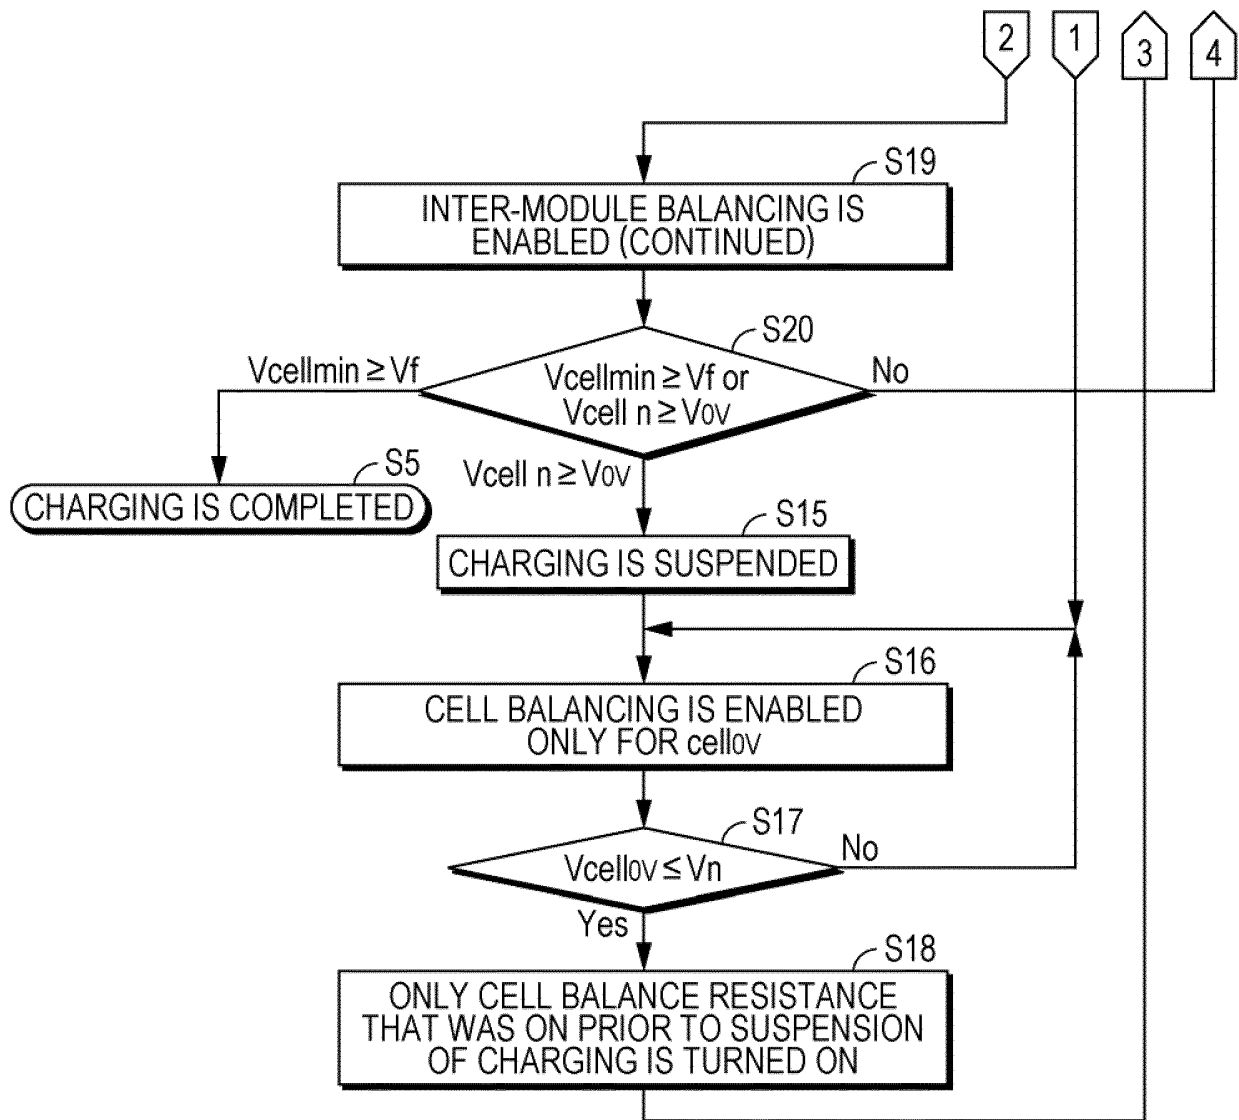 2
1
3
4
S19
INTER-MODULE BALANCING IS
ENABLED (CONTINUED)
S20
Vcellmin ≥ Vf
Vcellmin ≥ Vf or
Vcell n ≥ V0V
No
S5
CHARGING IS COMPLETED
Vcell n ≥ V0V
S15
CHARGING IS SUSPENDED
S16
CELL BALANCING IS ENABLED
ONLY FOR cell0V
S17
Vcell0V ≤ Vn
No
Yes
S18
ONLY CELL BALANCE RESISTANCE
THAT WAS ON PRIOR TO SUSPENSION
OF CHARGING IS TURNED ON